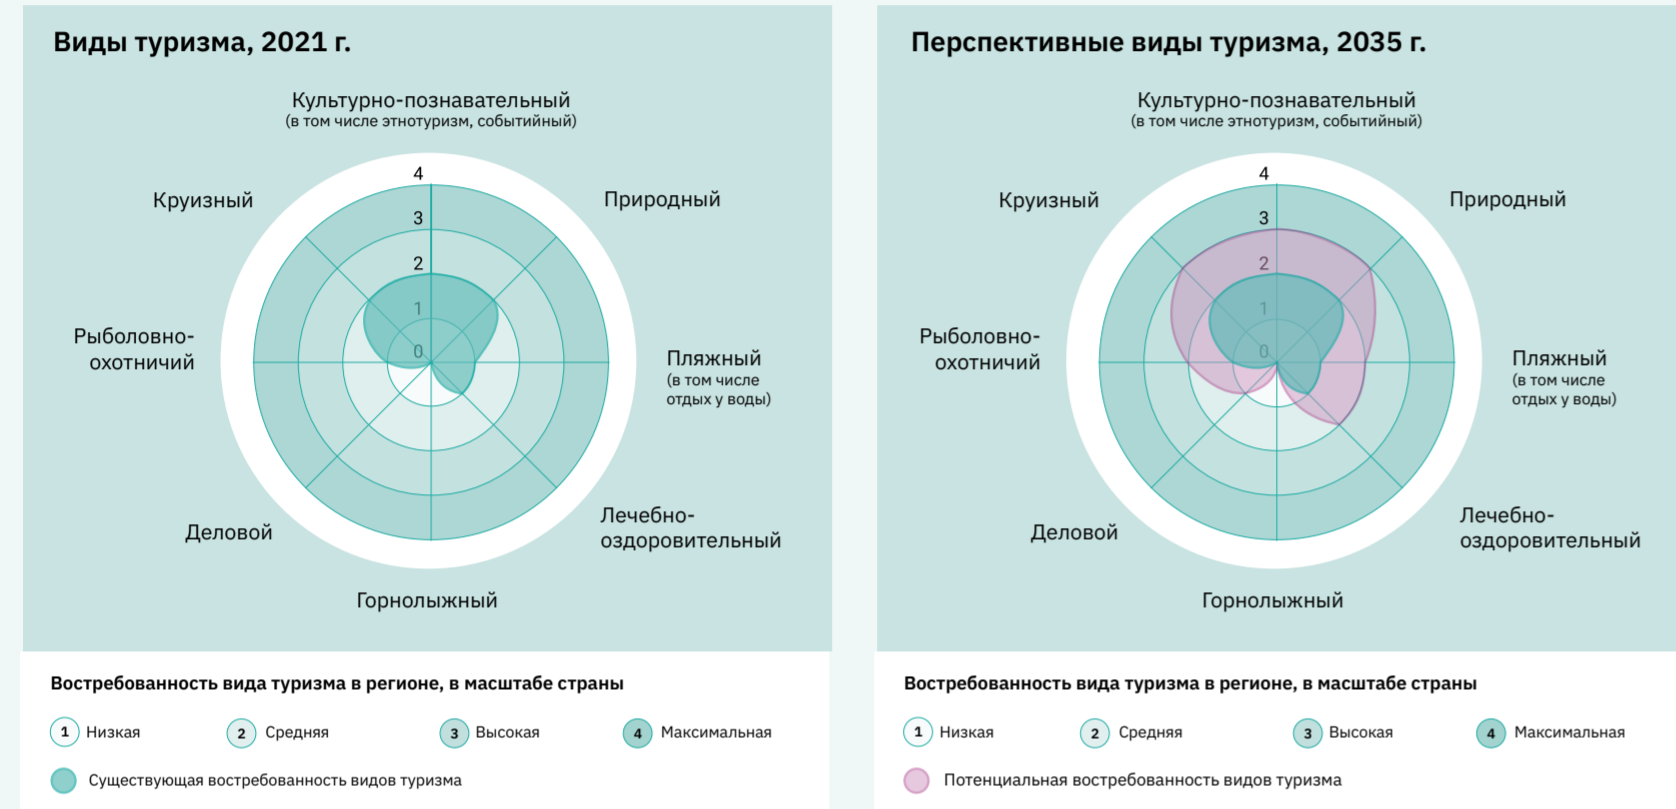 Виды туризма, 2021 г.
Культурно-познавательный
(в том числе этнотуризм, событийный)
Круизный
Природный
4
3
2
1
0
Рыболовно-
охотничий
Пляжный
(в том числе
отдых у воды)
Деловой
Лечебно-
оздоровительный
Горнолыжный
Востребованность вида туризма в регионе, в масштабе страны
1 Низкая
2 Средняя
3 Высокая
4 Максимальная
Существующая востребованность видов туризма
Перспективные виды туризма, 2035 г.
Культурно-познавательный
(в том числе этнотуризм, событийный)
Круизный
Природный
4
3
2
1
0
Рыболовно-
охотничий
Пляжный
(в том числе
отдых у воды)
Деловой
Лечебно-
оздоровительный
Горнолыжный
Востребованность вида туризма в регионе, в масштабе страны
1 Низкая
2 Средняя
3 Высокая
4 Максимальная
Потенциальная востребованность видов туризма